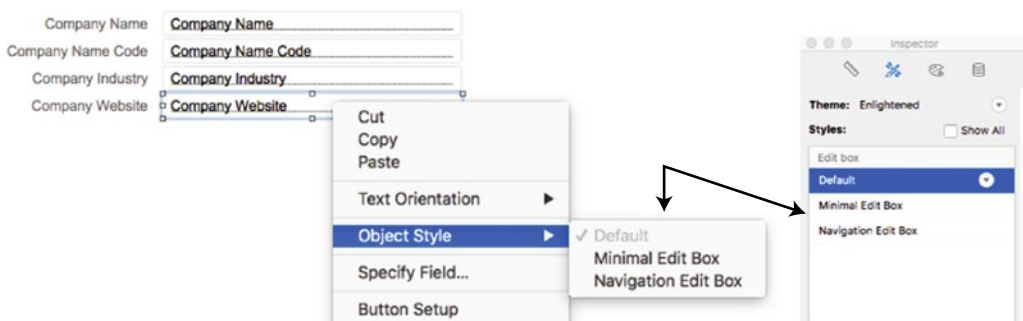 Company Name Company Name
Company Name Code Company Name Code
Company Industry Company Industry
Company Website Company Website
Cut
Copy
Paste
Text Orientation
Object Style
Specify Field...
Button Setup
Default
Minimal Edit Box
Navigation Edit Box
Inspector
Theme: Enlightened
Styles: Show All
Edit box
Default
Minimal Edit Box
Navigation Edit Box